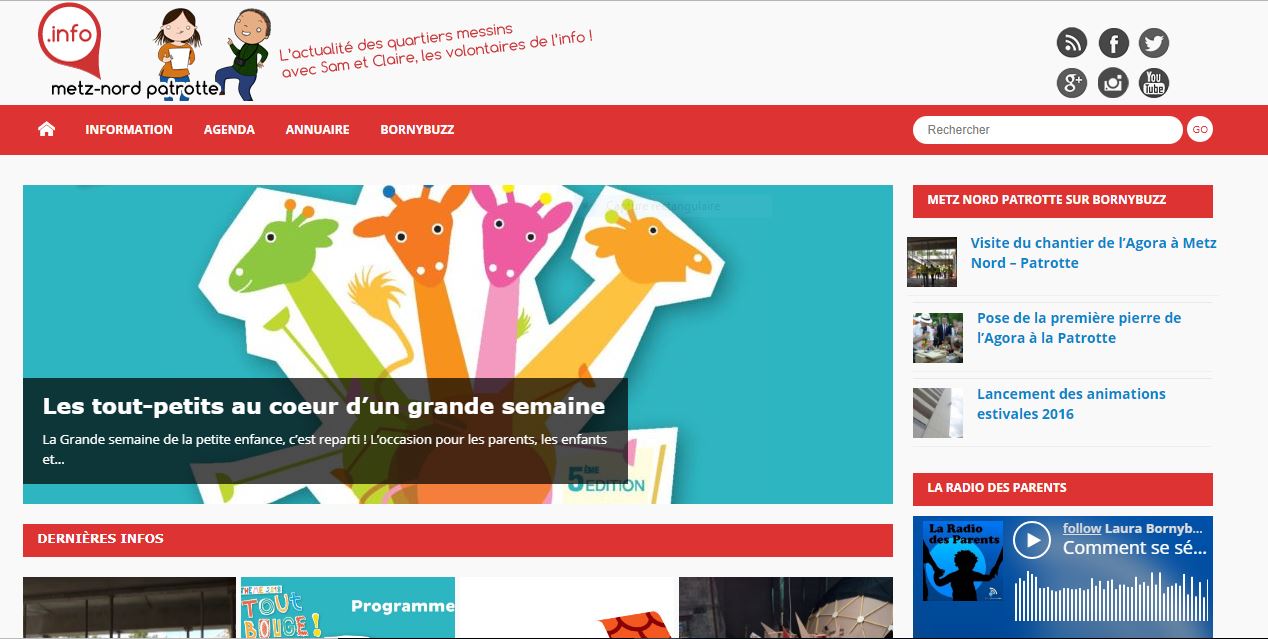 .info
metz-nord patrotte
L'actualité des quartiers messins
avec Sam et Claire, les volontaires de l'info !
g+
You
Tube
INFORMATION
AGENDA
ANNUAIRE
BORNYBUZZ
Rechercher
GO
Capture rectangulaire
Les tout-petits au coeur d’un grande semaine
La Grande semaine de la petite enfance, c’est reparti ! L’occasion pour les parents, les enfants
et...
5ÈME
EDITION
METZ NORD PATROTTE SUR BORNYBUZZ
Visite du chantier de l’Agora à Metz
Nord – Patrotte
Pose de la première pierre de
l’Agora à la Patrotte
Lancement des animations
estivales 2016
LA RADIO DES PARENTS
La Radio
des Parents
follow Laura Bornyb...
Comment se sé...
DERNIÈRES INFOS
TOUt
BOUGE!
Programme